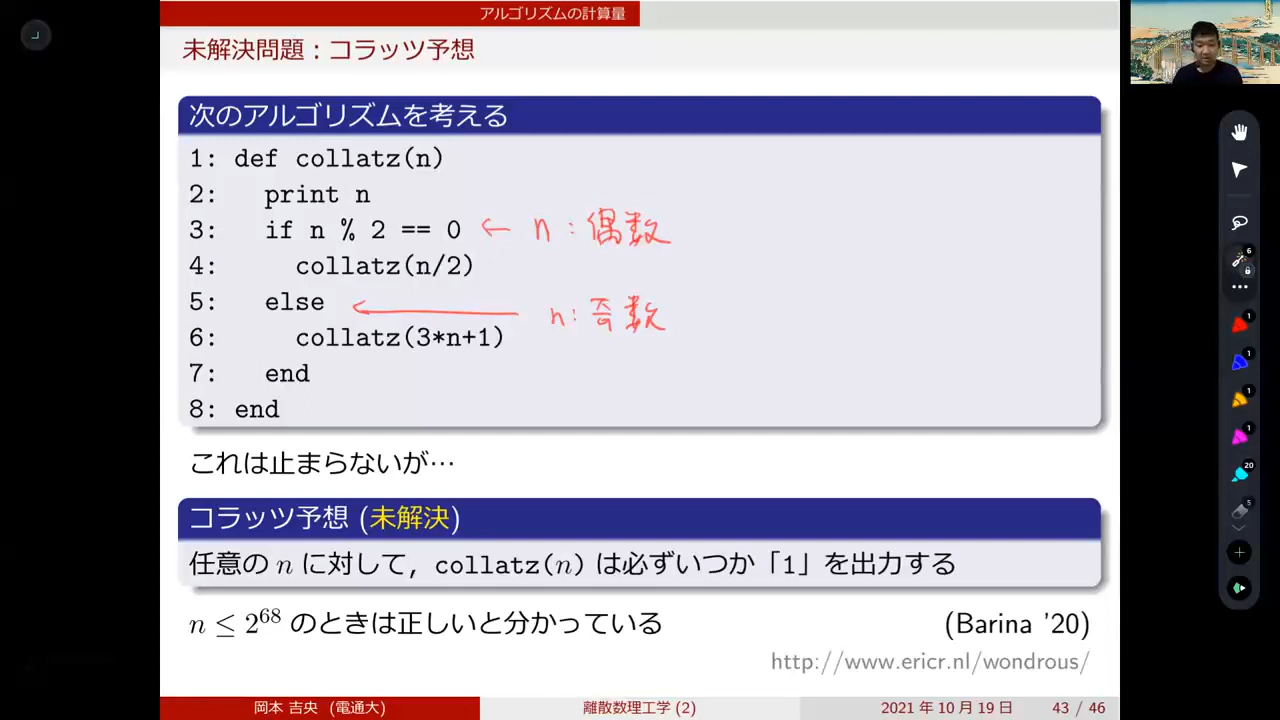 アルゴリズムの計算量
未解決問題 : コラッツ予想
次のアルゴリズムを考える
1: def collatz(n)
2:   print n
3:   if n % 2 == 0 ← n : 偶数
4:     collatz(n/2)
5:   else ← n: 奇数
6:     collatz(3*n+1)
7:   end
8: end
これは止まらないが…
コラッツ予想 (未解決)
任意の n に対して, collatz(n) は必ずいつか「1」を出力する
n ≤ 2^68 のときは正しいと分かっている (Barina '20)
http://www.ericr.nl/wondrous/
岡本 吉央 (電通大) 離散数理工学 (2) 2021 年 10 月 19 日 43 / 46
6
1
1
1
1
20
5